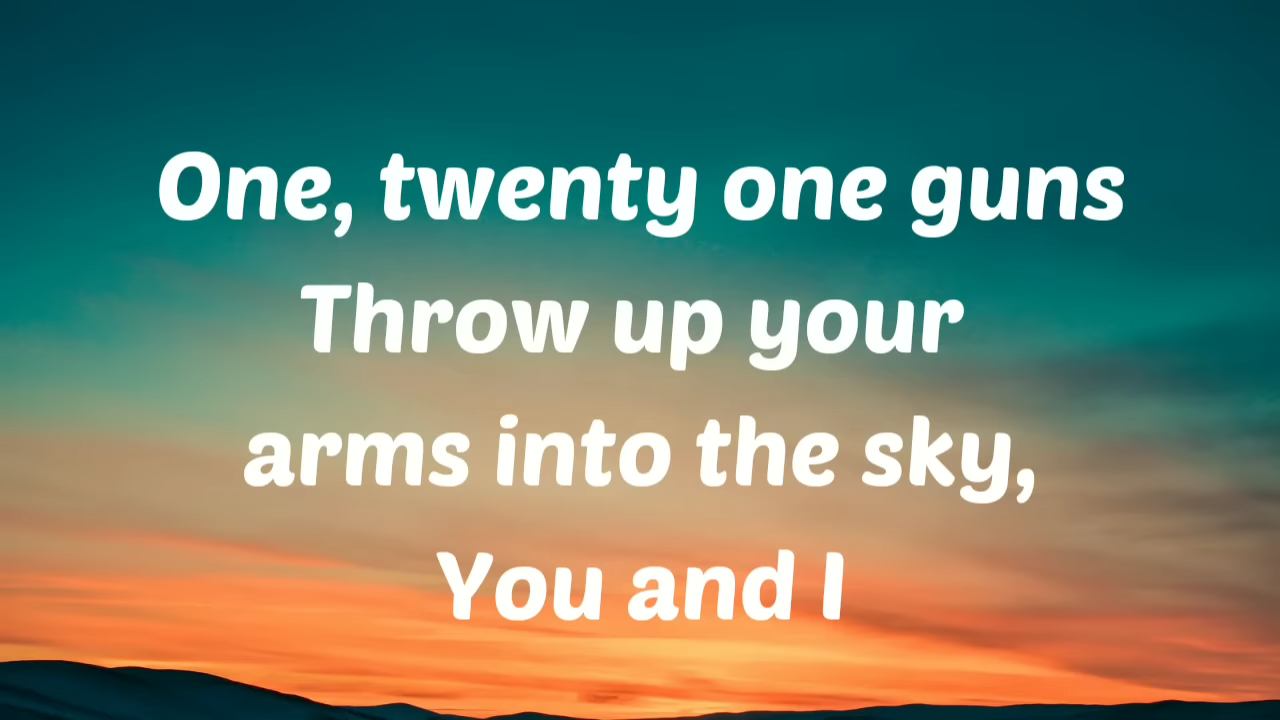 One, twenty one guns
Throw up your
arms into the sky,
You and I